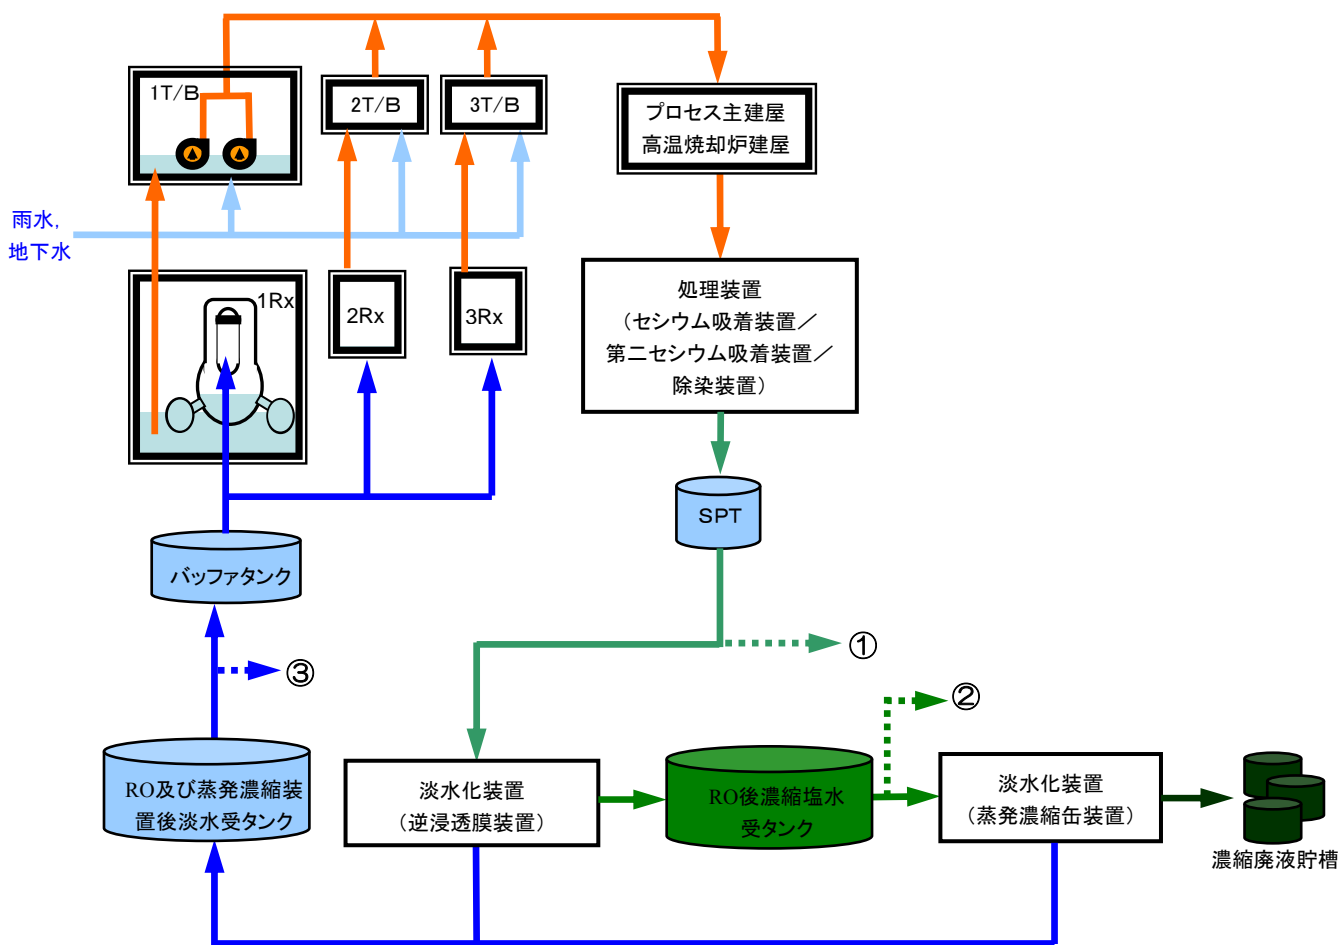 1T/B
2T/B
3T/B
プロセス主建屋
高温焼却炉建屋
雨水,
地下水
1Rx
2Rx
3Rx
処理装置
（セシウム吸着装置／
第二セシウム吸着装置／
除染装置）
SPT
バッファタンク
①
②
③
RO及び蒸発濃縮装
置後淡水受タンク
淡水化装置
（逆浸透膜装置）
RO後濃縮塩水
受タンク
淡水化装置
（蒸発濃縮缶装置）
濃縮廃液貯槽